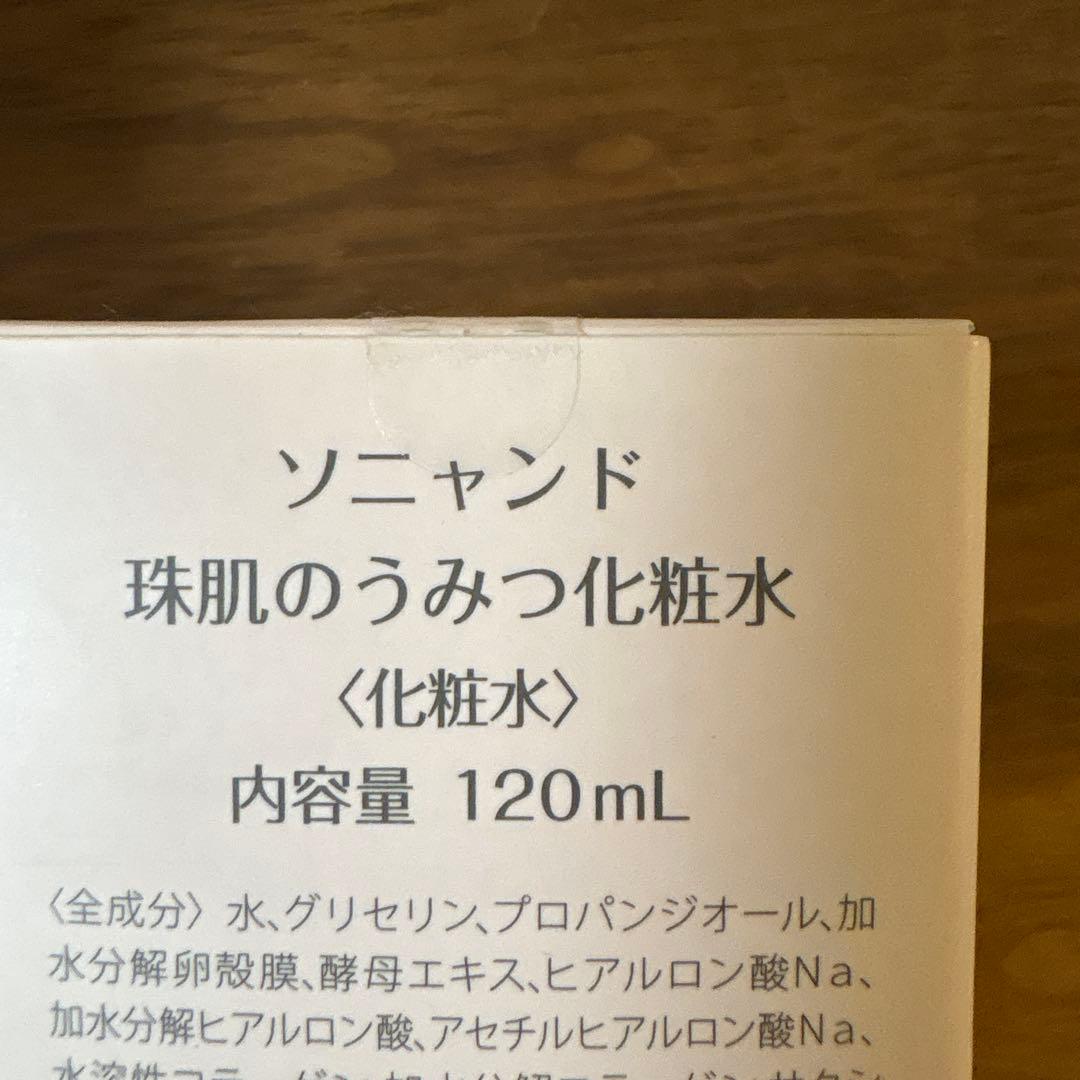 ソニャンド
珠肌のうみつ化粧水
〈化粧水〉
内容量 120mL
〈全成分〉水、グリセリン、プロパンジオール、加
水分解卵殻膜、酵母エキス、ヒアルロン酸Na、
加水分解ヒアルロン酸、アセチルヒアルロン酸Na、